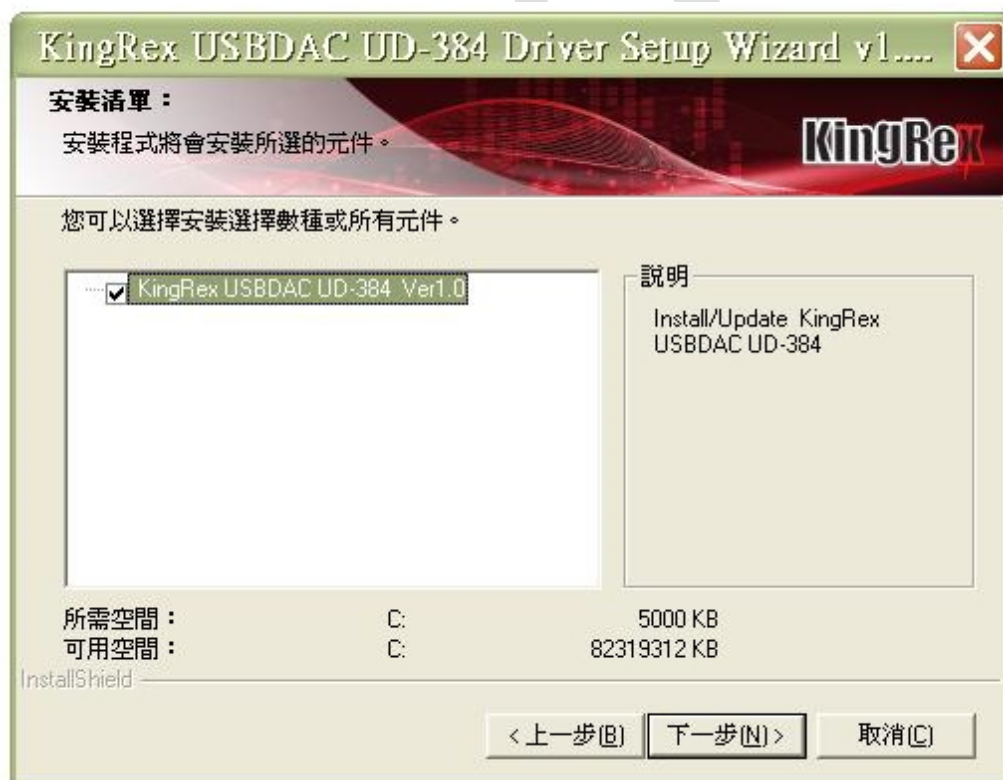 KingRex USBDAC UD-384 Driver Setup Wizard v1....
安裝清單：
安裝程式將會安裝所選的元件。
KingRex
您可以選擇安裝選擇數種或所有元件。
KingRex USBDAC UD-384 Ver1.0
說明
Install/Update KingRex
USBDAC UD-384
所需空間： C: 5000 KB
可用空間： C: 82319312 KB
InstallShield
<上一步(B) 下一步(N)> 取消(C)